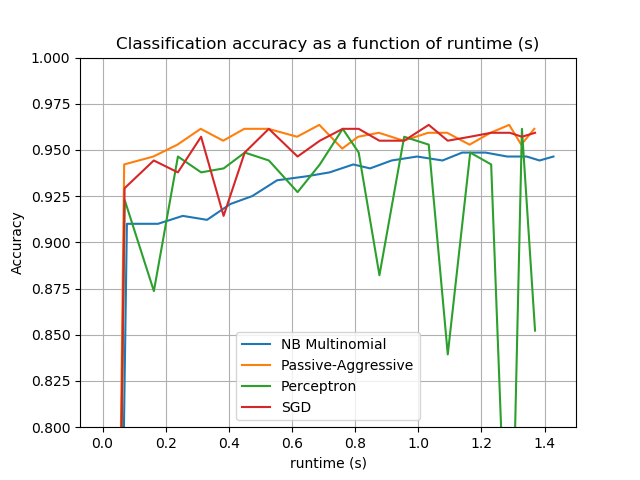 Classification accuracy as a function of runtime (s)
1.000
0.975
0.950
0.925
0.900
0.875
0.850
0.825
0.800
Accuracy
NB Multinomial
Passive-Aggressive
Perceptron
SGD
0.0 0.2 0.4 0.6 0.8 1.0 1.2 1.4
runtime (s)